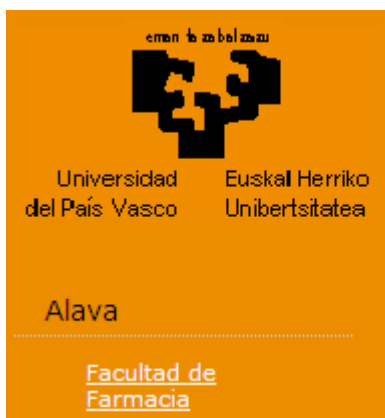 eman ta zabal zazu
Universidad Euskal Herriko
del País Vasco Unibertsitatea
Alava
Facultad de
Farmacia